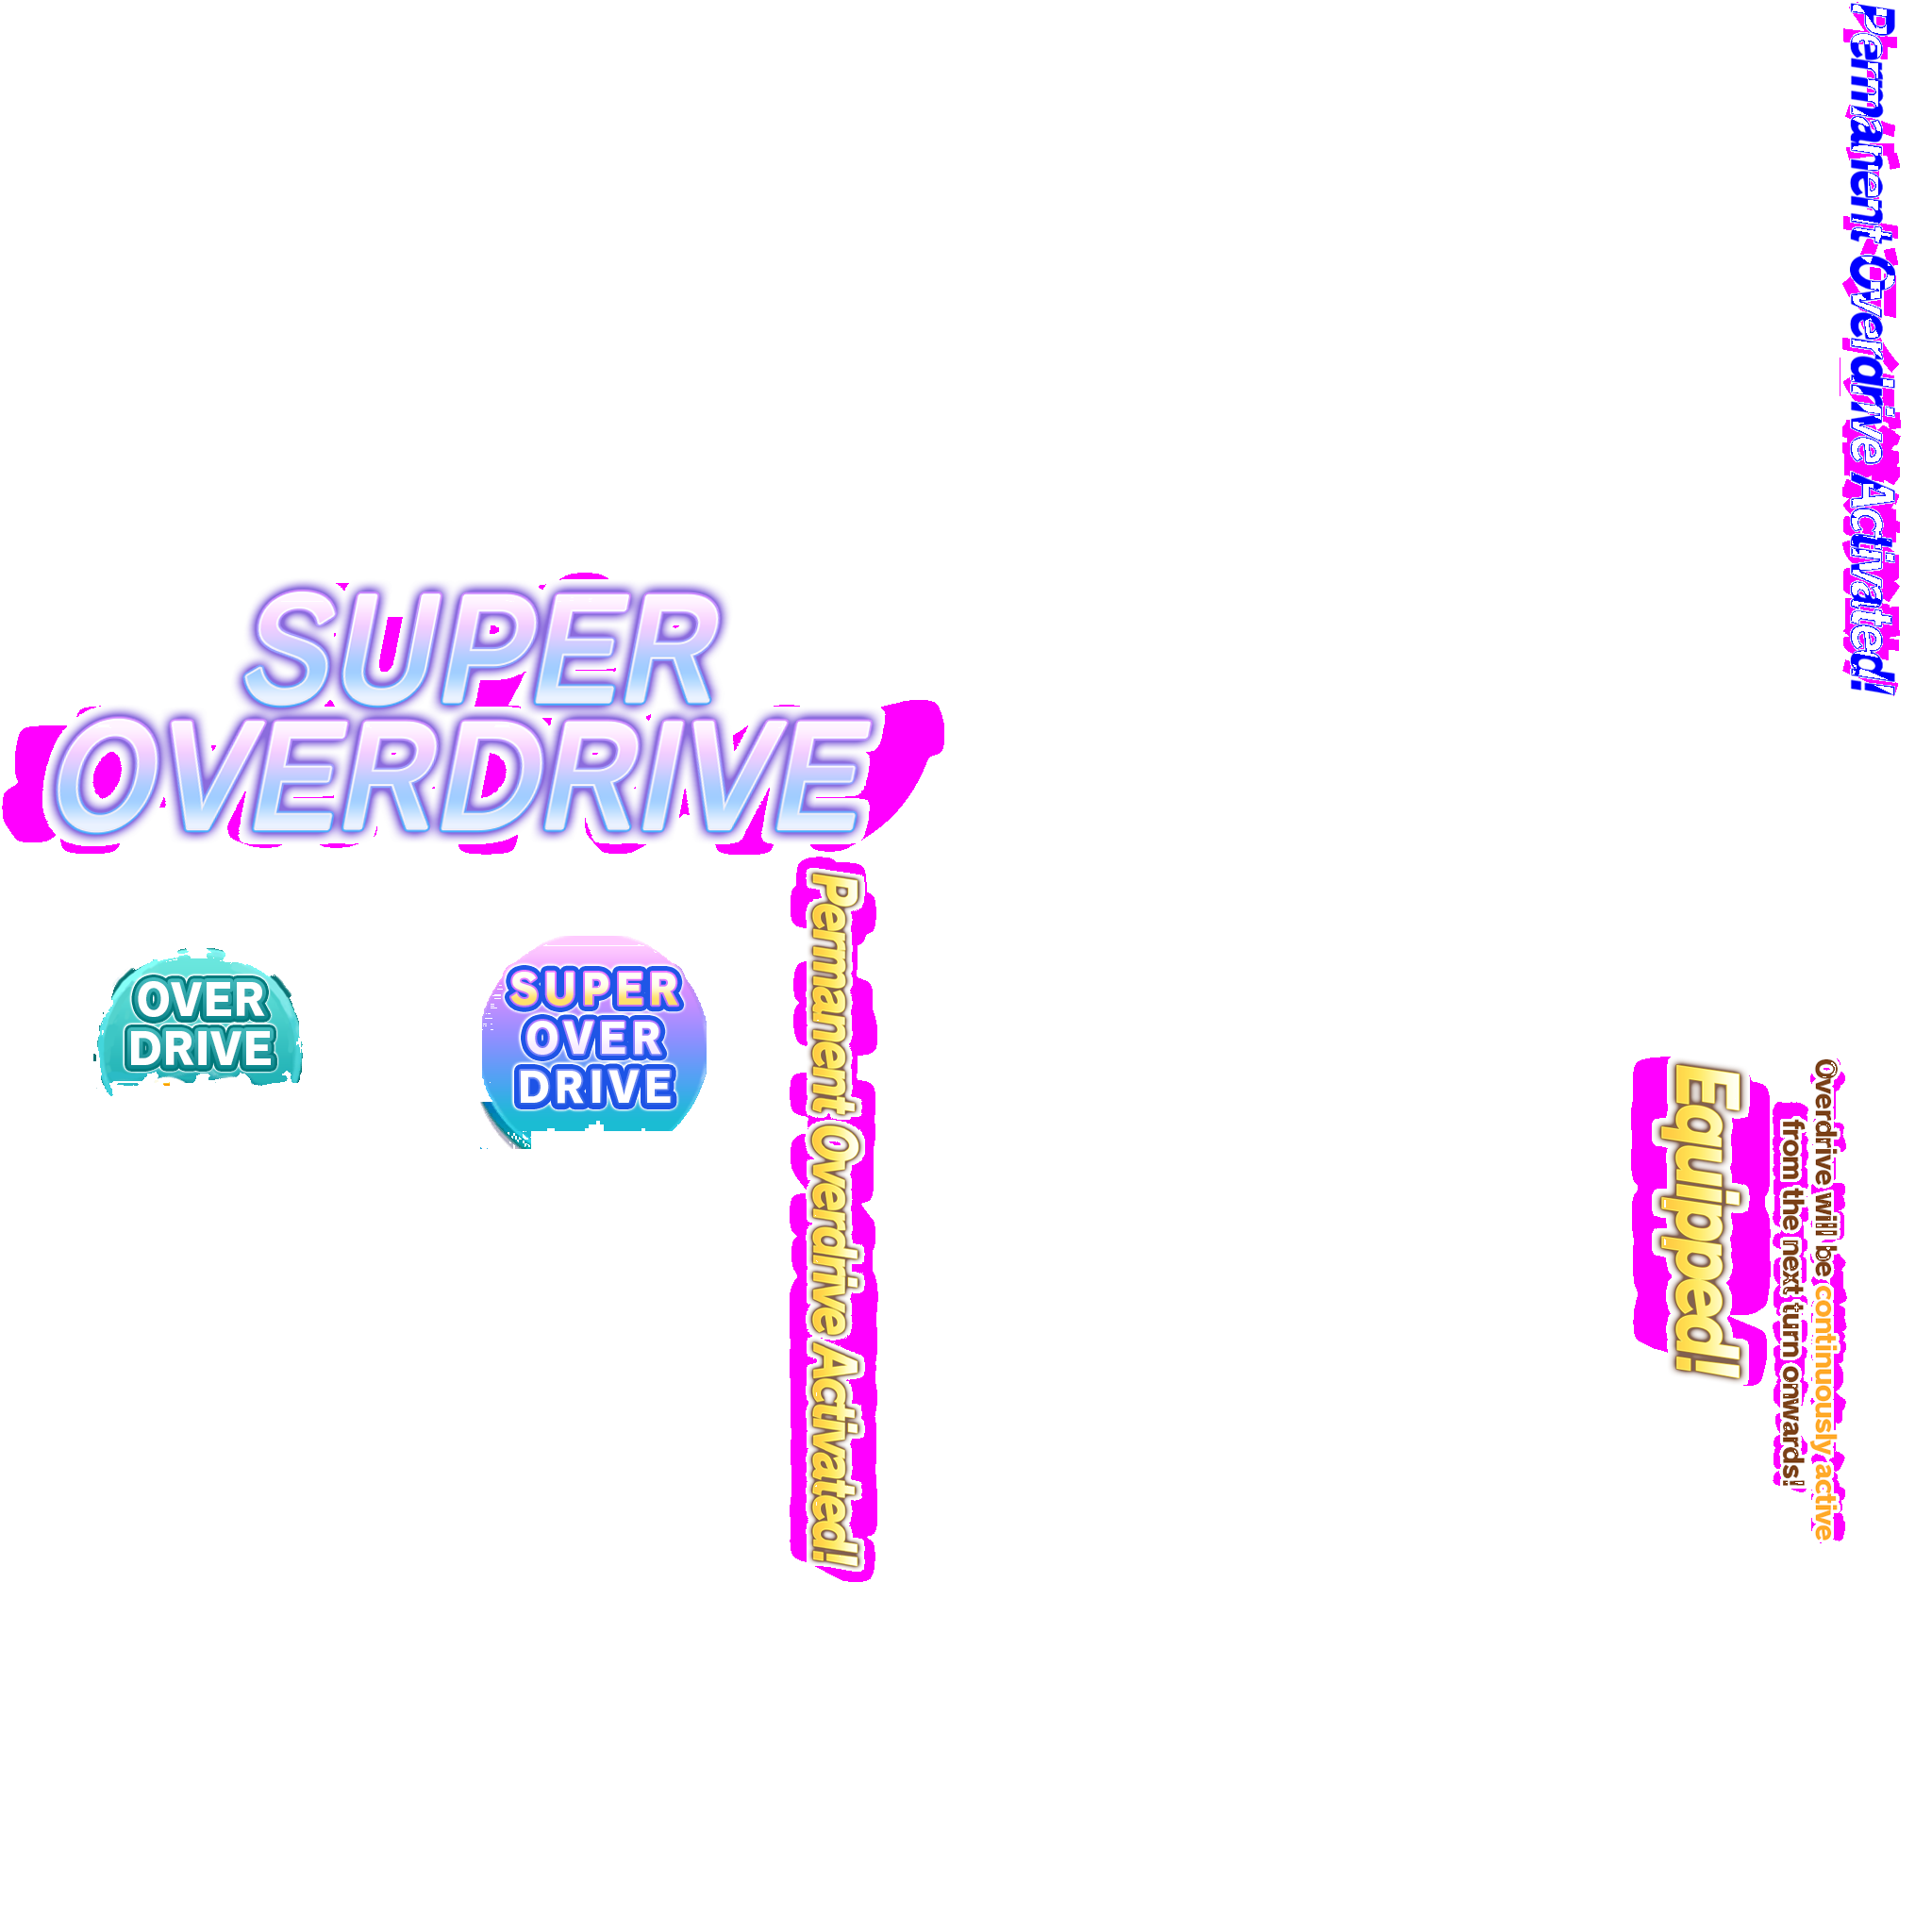 Permanent Overdrive Activated!
SUPER
OVERDRIVE
OVER
DRIVE
SUPER
OVER
DRIVE
Permanent Overdrive Activated!
Equipped!
Overdrive will be continuously active
from the next turn onwards!